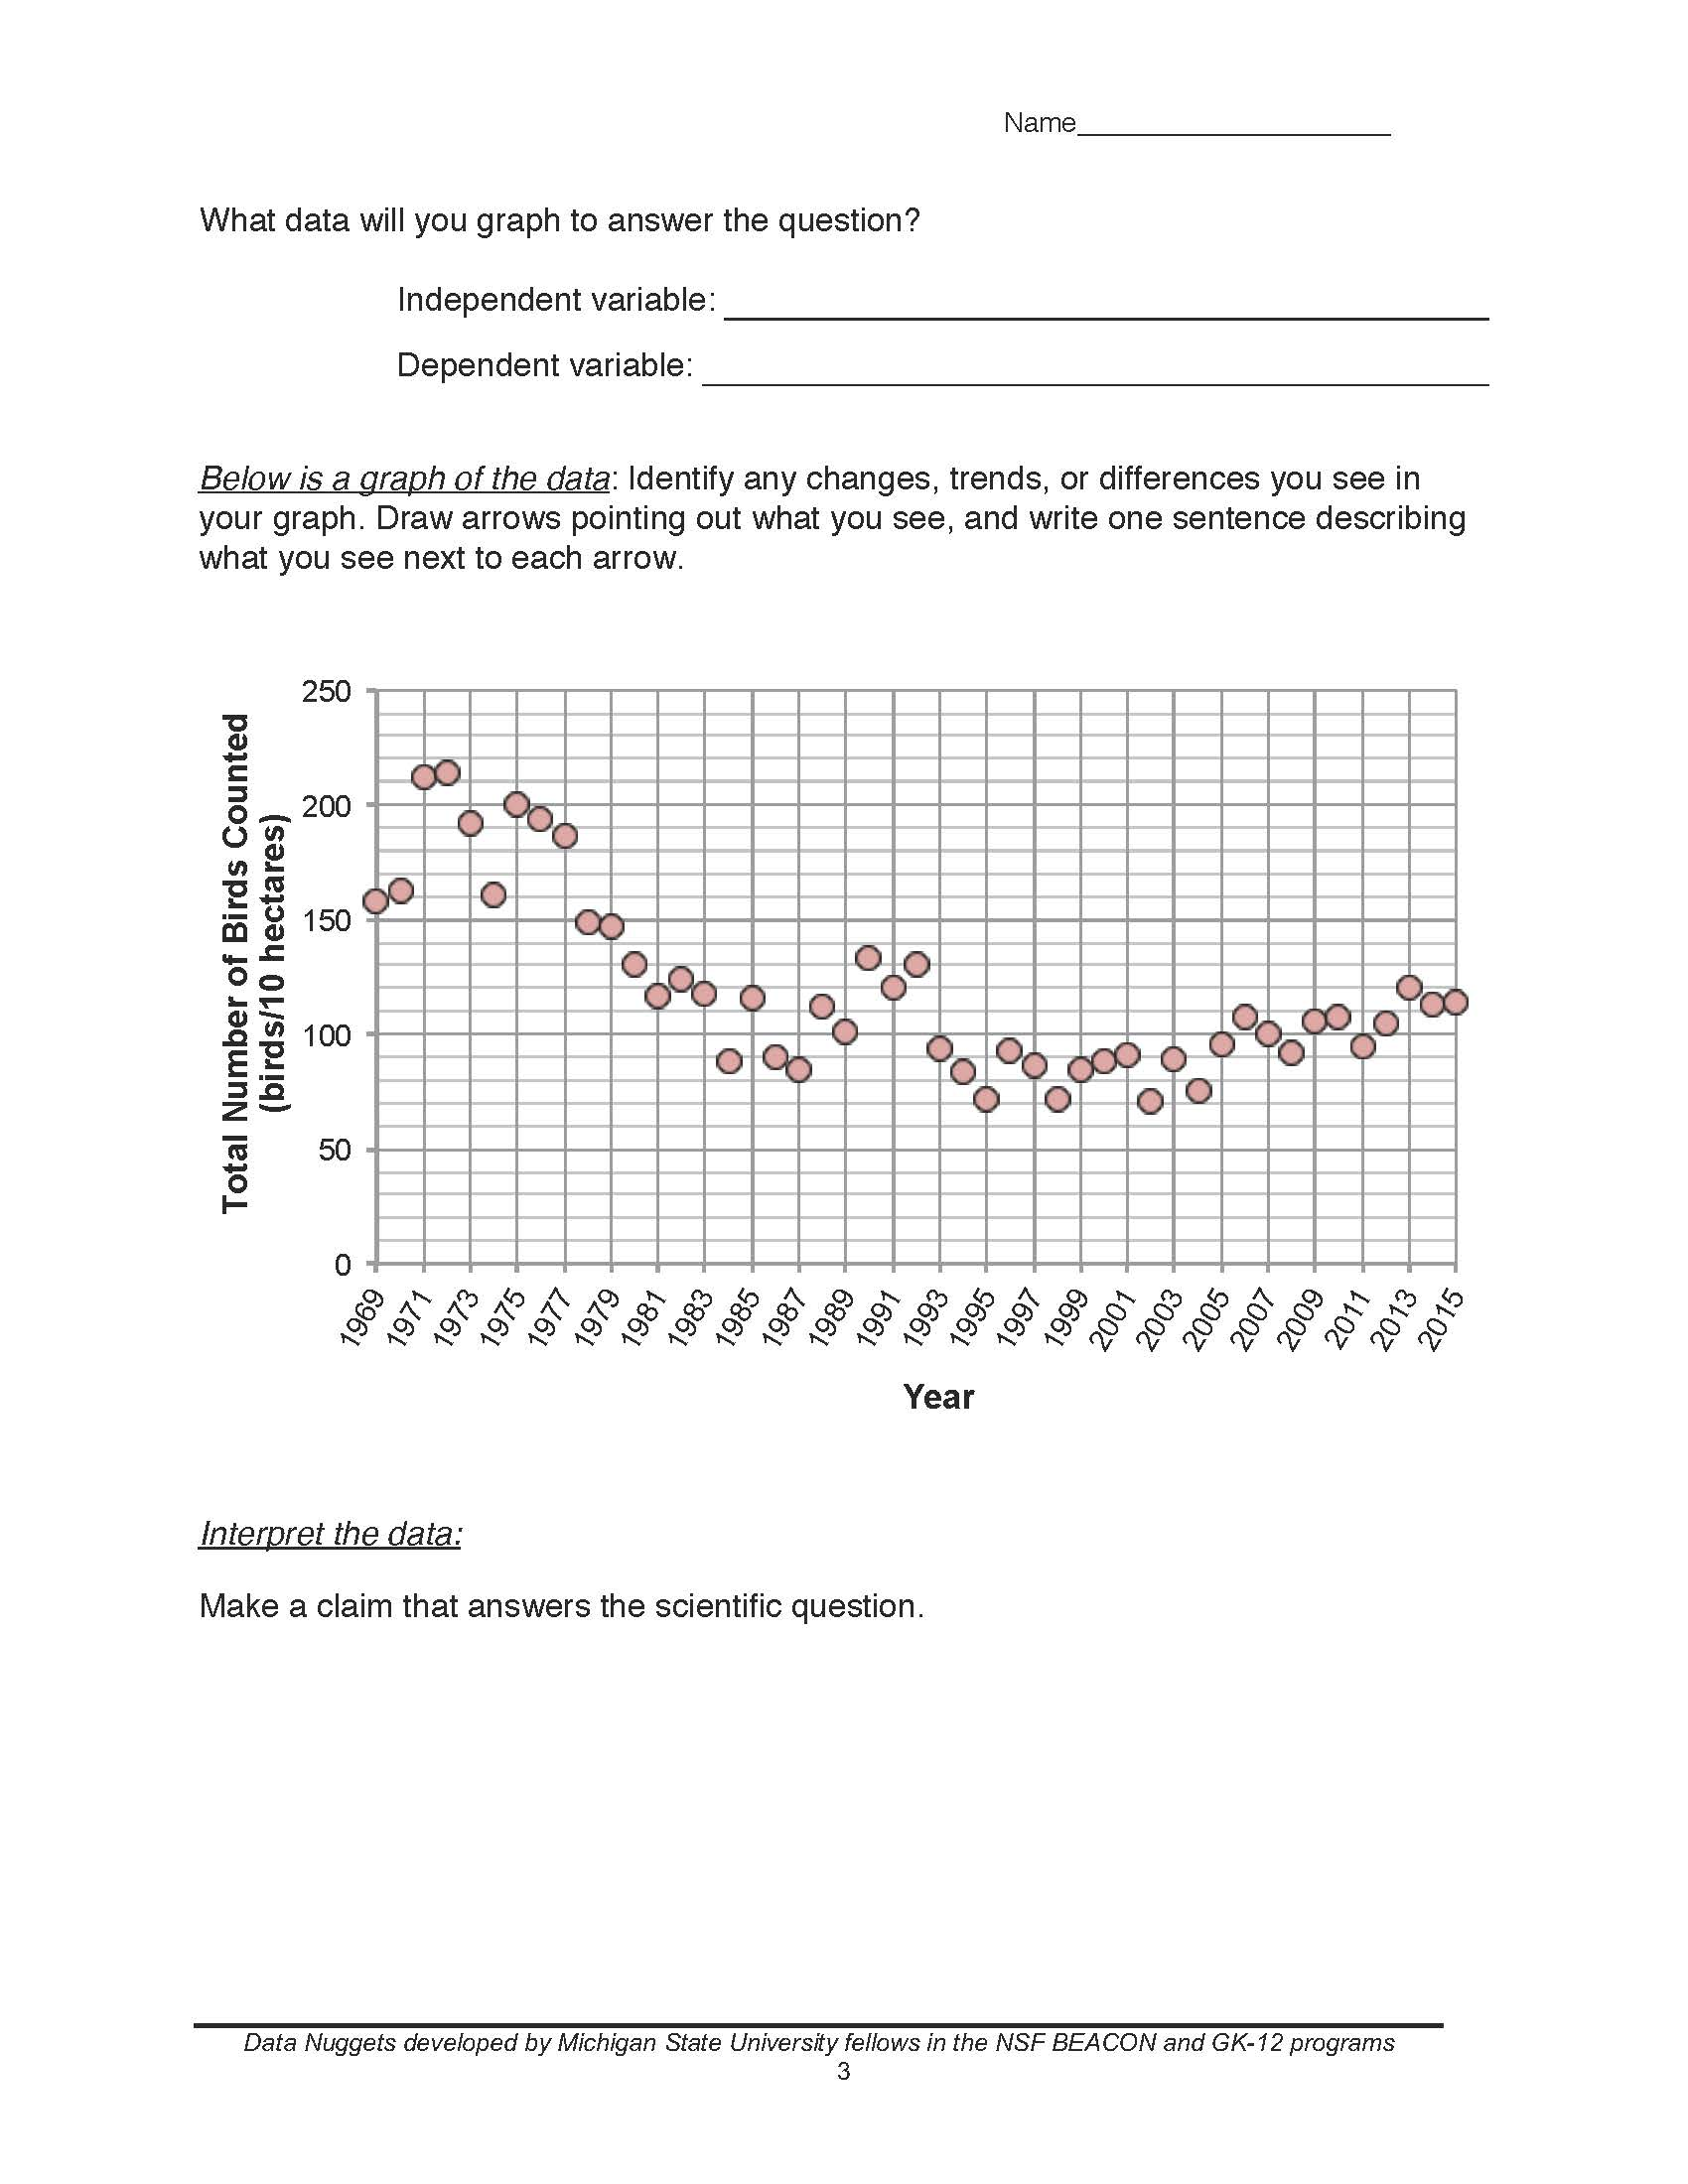 Name___________________
What data will you graph to answer the question?
Independent variable: ___________________
Dependent variable: ___________________
Below is a graph of the data: Identify any changes, trends, or differences you see in
your graph. Draw arrows pointing out what you see, and write one sentence describing
what you see next to each arrow.
Total Number of Birds Counted
(birds/10 hectares)
250
200
150
100
50
0
1969 1971 1973 1975 1977 1979 1981 1983 1985 1987 1989 1991 1993 1995 1997 1999 2001 2003 2005 2007 2009 2011 2013 2015
Year
Interpret the data:
Make a claim that answers the scientific question.
Data Nuggets developed by Michigan State University fellows in the NSF BEACON and GK-12 programs
3